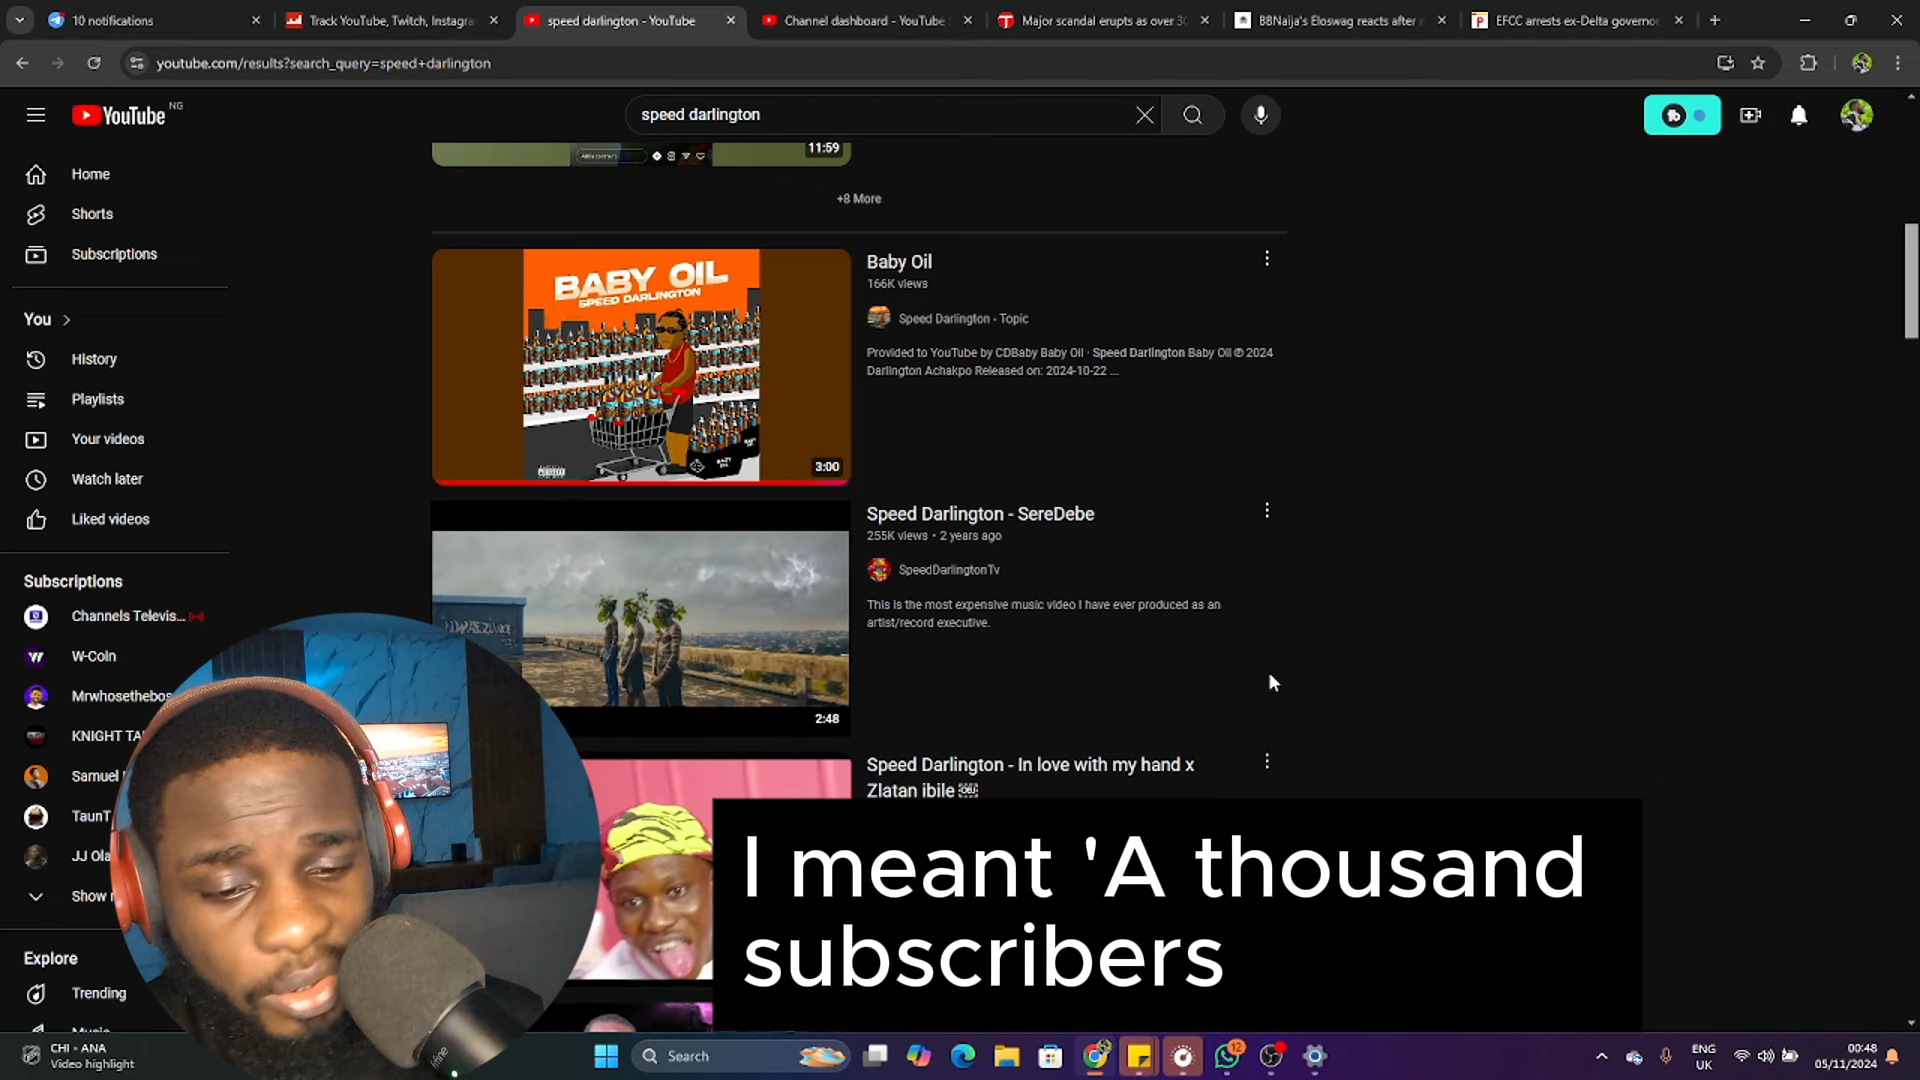 10 notifications
Track YouTube, Twitch, Instagra
speed darlington - YouTube
Channel dashboard - YouTube
Major scandal erupts as over 30
BBNaija's Eloswag reacts after
EFCC arrests ex-Delta governor
youtube.com/results?search_query=speed+darlington
YouTube NG
speed darlington
11:59
+8 More
Home
Shorts
Subscriptions
You
History
Playlists
Your videos
Watch later
Liked videos
Subscriptions
Channels Televis...
W-Coin
Mrwhosethebos
KNIGHT TA
Samuel
TaunT
JJ Ola
Show
Explore
Trending
BABY OIL
SPEED DARLINGTON
3:00
Baby Oil
166K views
Speed Darlington - Topic
Provided to YouTube by CDBaby Baby Oil · Speed Darlington Baby Oil ℗ 2024
Darlington Achakpo Released on: 2024-10-22 ...
2:48
Speed Darlington - SereDebe
255K views • 2 years ago
SpeedDarlingtonTv
This is the most expensive music video I have ever produced as an
artist/record executive.
Speed Darlington - In love with my hand x
Zlatan ibile
I meant 'A thousand
subscribers
CHI - ANA
Video highlight
Search
12
ENG
UK
00:48
05/11/2024